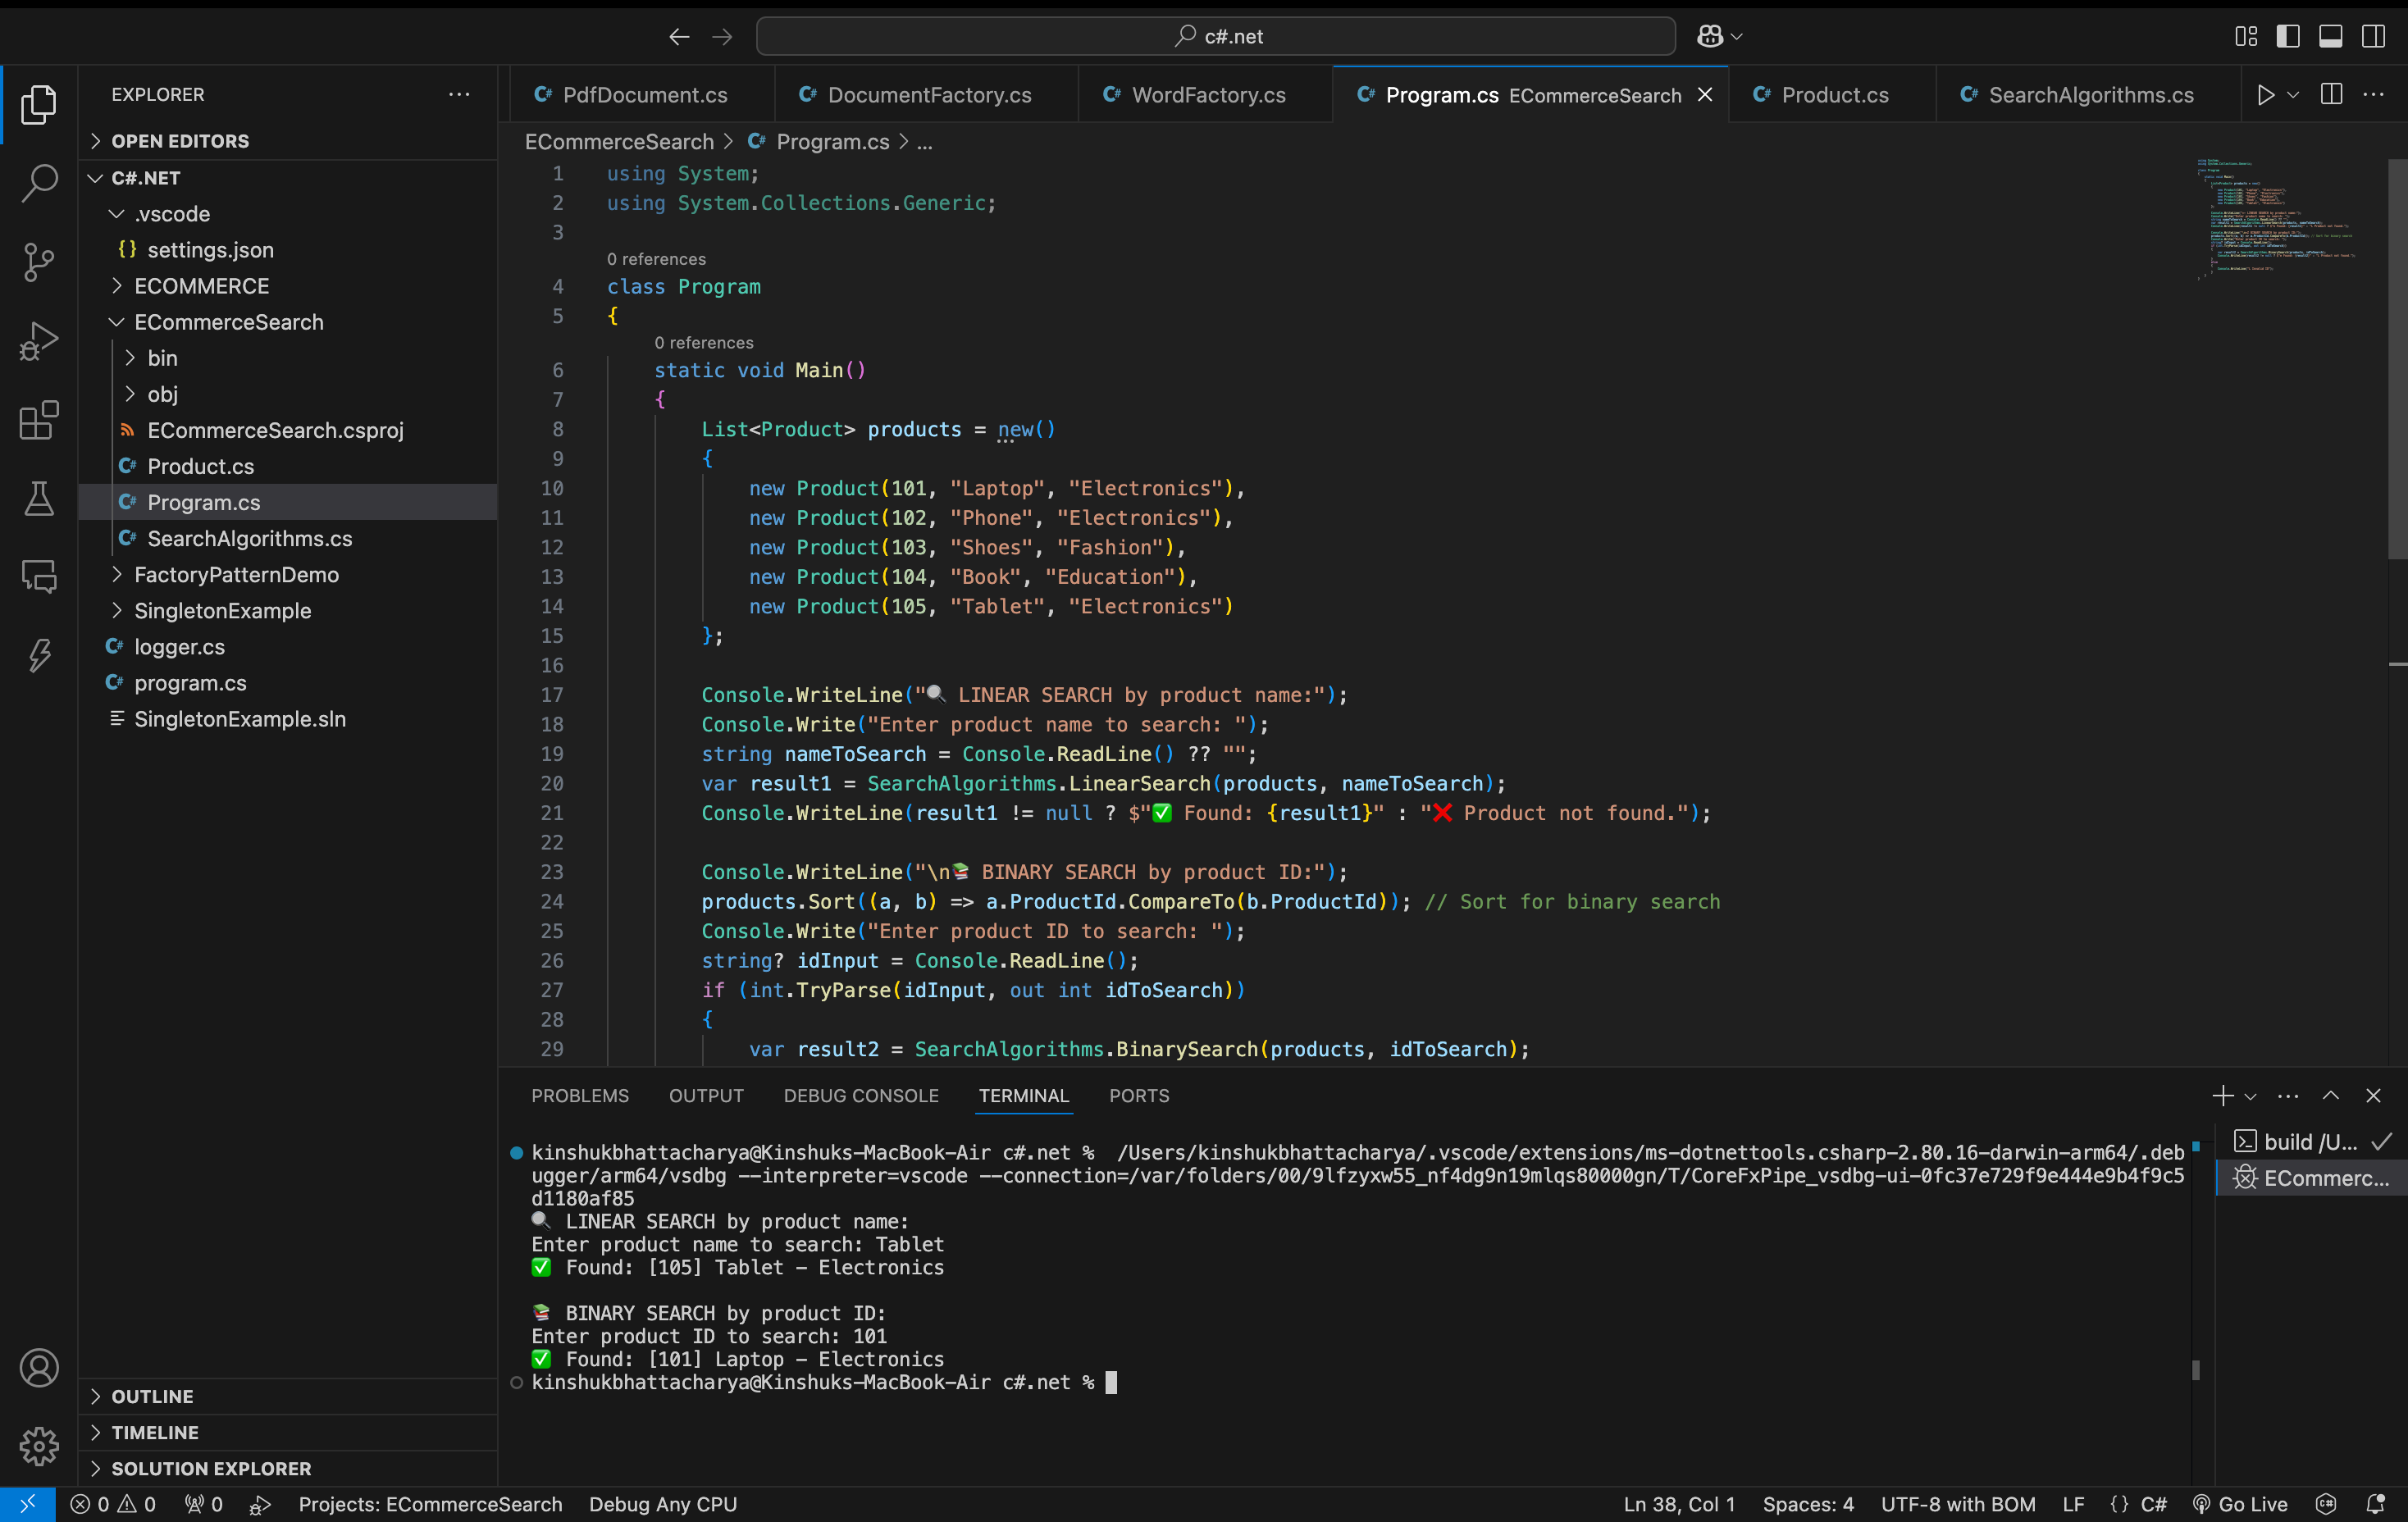 c#.net
EXPLORER
OPEN EDITORS
C#.NET
.vscode
{} settings.json
ECOMMERCE
ECommerceSearch
bin
obj
ECommerceSearch.csproj
C# Product.cs
C# Program.cs
C# SearchAlgorithms.cs
FactoryPatternDemo
SingletonExample
C# logger.cs
C# program.cs
SingletonExample.sln
OUTLINE
TIMELINE
SOLUTION EXPLORER
C# PdfDocument.cs C# DocumentFactory.cs C# WordFactory.cs C# Program.cs ECommerceSearch C# Product.cs C# SearchAlgorithms.cs
ECommerceSearch > C# Program.cs > ...
1 using System;
2 using System.Collections.Generic;
3
0 references
4 class Program
5 {
0 references
6 static void Main()
7 {
8 List<Product> products = new()
9 {
10 new Product(101, "Laptop", "Electronics"),
11 new Product(102, "Phone", "Electronics"),
12 new Product(103, "Shoes", "Fashion"),
13 new Product(104, "Book", "Education"),
14 new Product(105, "Tablet", "Electronics")
15 };
16
17 Console.WriteLine("🔍 LINEAR SEARCH by product name:");
18 Console.Write("Enter product name to search: ");
19 string nameToSearch = Console.ReadLine() ?? "";
20 var result1 = SearchAlgorithms.LinearSearch(products, nameToSearch);
21 Console.WriteLine(result1 != null ? $"✅ Found: {result1}" : "❌ Product not found.");
22
23 Console.WriteLine("\n📚 BINARY SEARCH by product ID:");
24 products.Sort((a, b) => a.ProductId.CompareTo(b.ProductId)); // Sort for binary search
25 Console.Write("Enter product ID to search: ");
26 string? idInput = Console.ReadLine();
27 if (int.TryParse(idInput, out int idToSearch))
28 {
29 var result2 = SearchAlgorithms.BinarySearch(products, idToSearch);
PROBLEMS OUTPUT DEBUG CONSOLE TERMINAL PORTS
kinshukbhattacharya@Kinshuks-MacBook-Air c#.net % /Users/kinshukbhattacharya/.vscode/extensions/ms-dotnettools.csharp-2.80.16-darwin-arm64/.deb
ugger/arm64/vsdbg --interpreter=vscode --connection=/var/folders/00/9lfzyxw55_nf4dg9n19mlqs80000gn/T/CoreFxPipe_vsdbg-ui-0fc37e729f9e444e9b4f9c5
d1180af85
🔍 LINEAR SEARCH by product name:
Enter product name to search: Tablet
✅ Found: [105] Tablet - Electronics
📚 BINARY SEARCH by product ID:
Enter product ID to search: 101
✅ Found: [101] Laptop - Electronics
kinshukbhattacharya@Kinshuks-MacBook-Air c#.net %
build /U...
ECommerc...
0 0 0 Projects: ECommerceSearch Debug Any CPU Ln 38, Col 1 Spaces: 4 UTF-8 with BOM LF {} C# Go Live